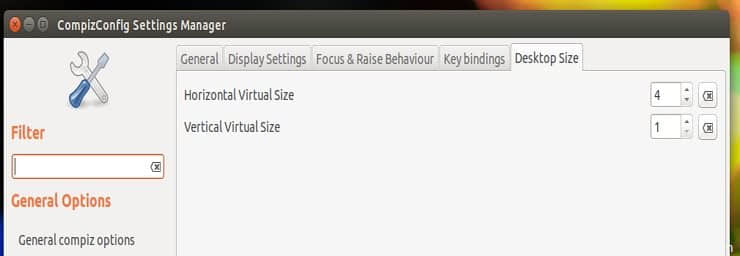 CompizConfig Settings Manager
General Display Settings Focus & Raise Behaviour Key bindings Desktop Size
Horizontal Virtual Size 4
Vertical Virtual Size 1
Filter
General Options
General compiz options